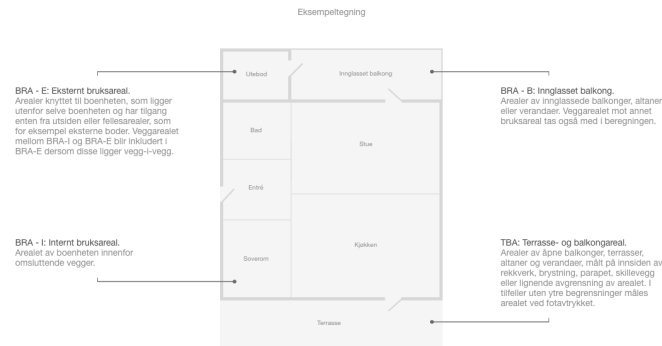 Eksempeltegning
Utebod
Innglasset balkong
BRA - E: Eksternt bruksareal.
Arealer knyttet til boenheten, som ligger
utenfor selve boenheten og har tilgang
enten fra utsiden eller fellesarealer, som
for eksempel eksterne boder. Veggarealet
mellom BRA-I og BRA-E blir inkludert i
BRA-E dersom disse ligger vegg-i-vegg.
BRA - B: Innglasset balkong.
Arealer av innglassede balkonger, altaner
eller verandaer. Veggarealet mot annet
bruksareal tas også med i beregningen.
Bad
Stue
Entré
Soverom
Kjøkken
BRA - I: Internt bruksareal.
Arealet av boenheten innenfor
omsluttende vegger.
TBA: Terrasse- og balkongareal.
Arealer av åpne balkonger, terrasser,
altaner og verandaer, målt på innsiden av
rekkverk, brystning, parapet, skillevegg
eller lignende avgrensning av arealet. I
tilfeller uten ytre begrensninger måles
arealet ved fotavtrykket.
Terrasse